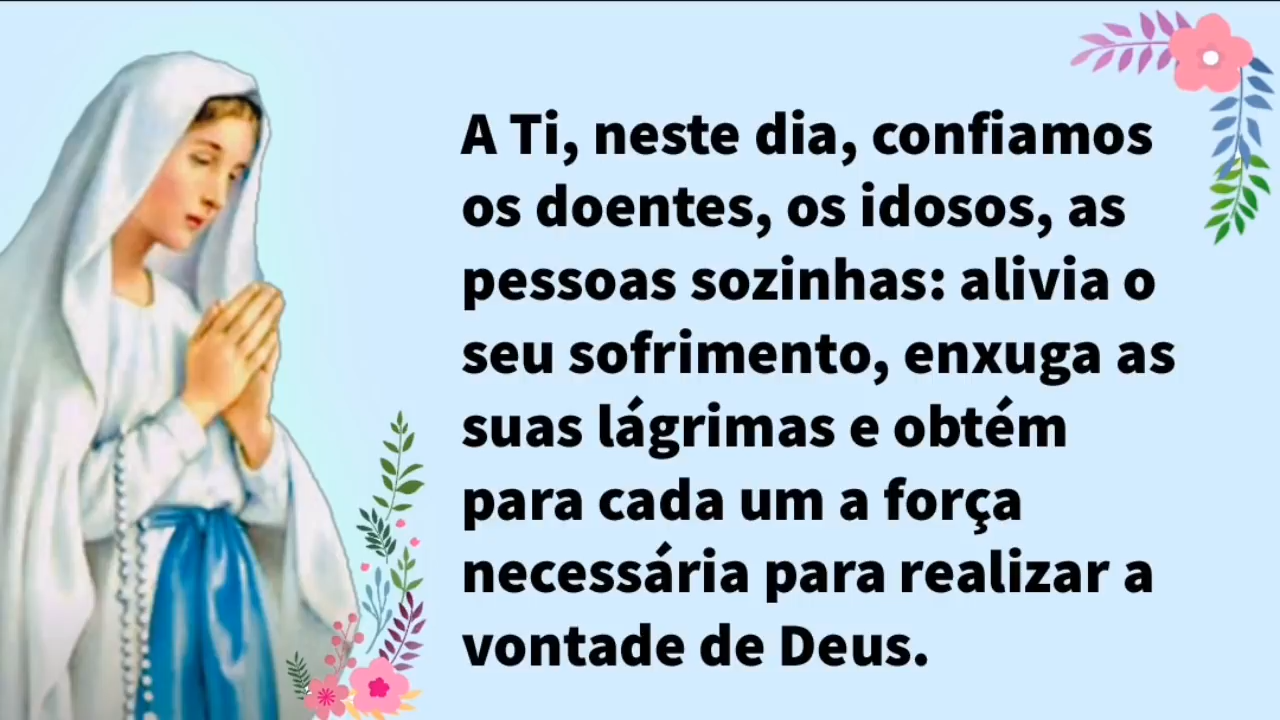 A Ti, neste dia, confiamos
os doentes, os idosos, as
pessoas sozinhas: alivia o
seu sofrimento, enxuga as
suas lágrimas e obtém
para cada um a força
necessária para realizar a
vontade de Deus.